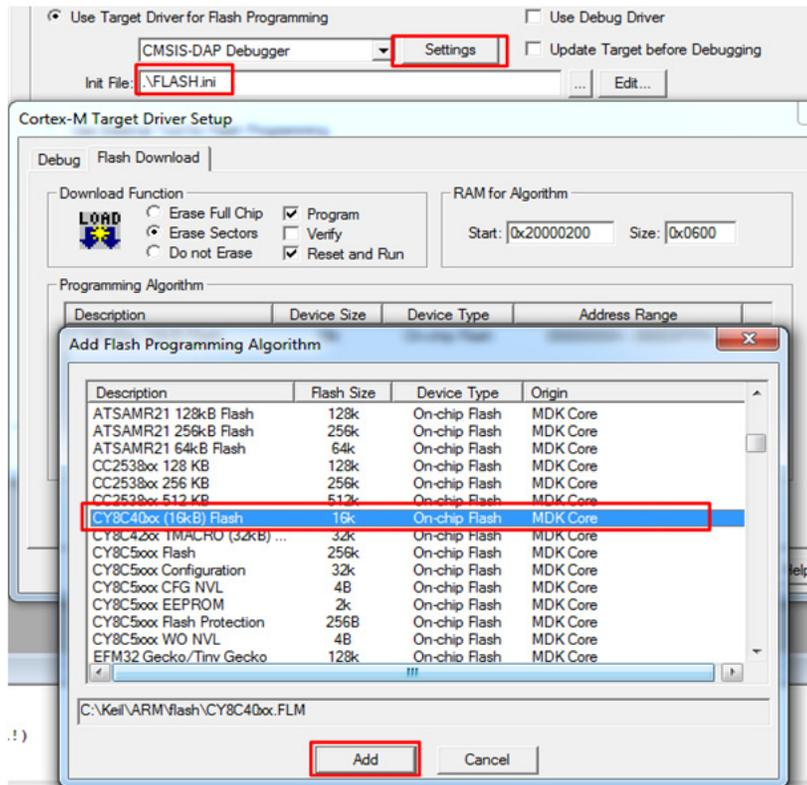 Use Target Driver for Flash Programming Use Debug Driver
CMSIS-DAP Debugger Settings Update Target before Debugging
Init File: .\FLASH.ini ... Edit...
Cortex-M Target Driver Setup
Debug Flash Download
Download Function RAM for Algorithm
LOAD Erase Full Chip Program
Erase Sectors Verify Start: 0x20000200 Size: 0x0600
Do not Erase Reset and Run
Programming Algorithm
Description Device Size Device Type Address Range
Add Flash Programming Algorithm
Description Flash Size Device Type Origin
ATSAMR21 128kB Flash 128k On-chip Flash MDK Core
ATSAMR21 256kB Flash 256k On-chip Flash MDK Core
ATSAMR21 64kB Flash 64k On-chip Flash MDK Core
CC2538xx 128 KB 128k On-chip Flash MDK Core
CC2538xx 256 KB 256k On-chip Flash MDK Core
CC2538xx 512 KB 512k On-chip Flash MDK Core
CY8C40xx (16kB) Flash 16k On-chip Flash MDK Core
CY8C42xx TMACRO (32kB) ... 32k On-chip Flash MDK Core
CY8C5xxx Flash 256k On-chip Flash MDK Core
CY8C5xxx Configuration 32k On-chip Flash MDK Core
CY8C5xxx CFG NVL 4B On-chip Flash MDK Core
CY8C5xxx EEPROM 2k On-chip Flash MDK Core
CY8C5xxx Flash Protection 256B On-chip Flash MDK Core
CY8C5xxx WO NVL 4B On-chip Flash MDK Core
EFM32 Gecko/Tiny Gecko 128k On-chip Flash MDK Core
C:\Keil\ARM\flash\CY8C40xx.FLM
.!)
Add Cancel